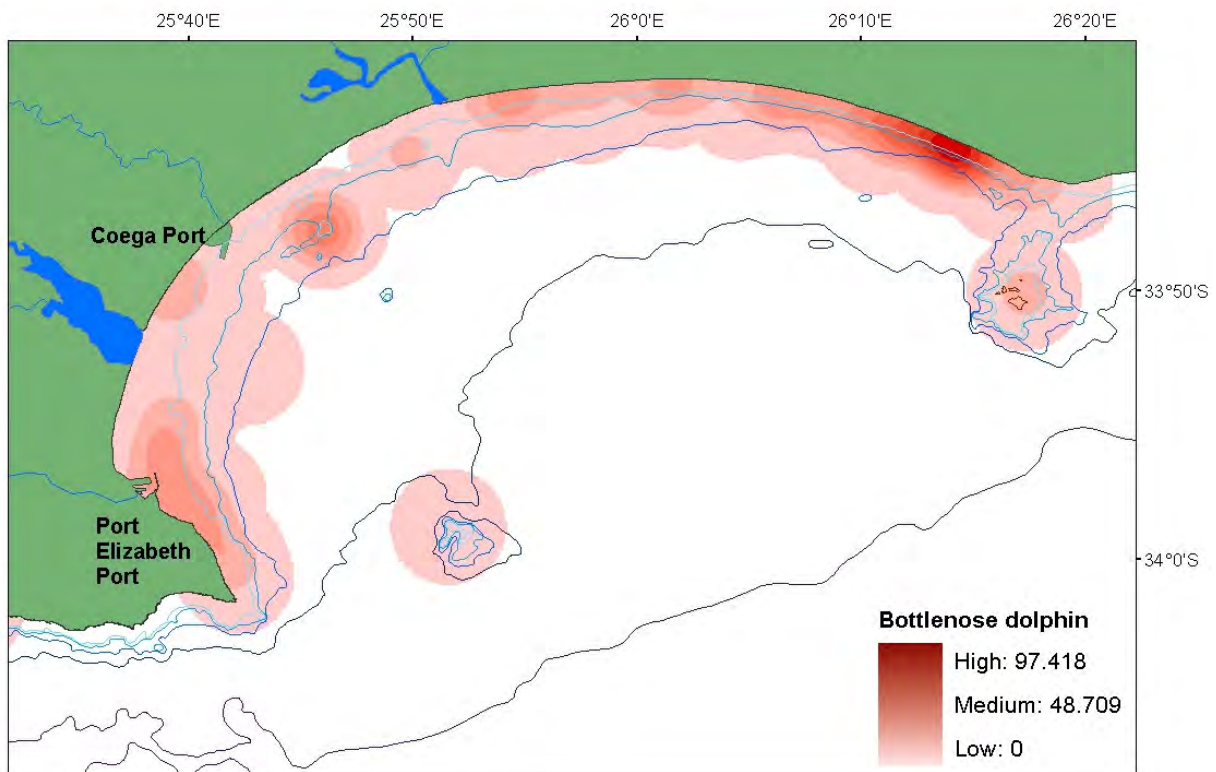 25°40'E 25°50'E 26°0'E 26°10'E 26°20'E
Coega Port
33°50'S
Port
Elizabeth
Port
34°0'S
Bottlenose dolphin
High: 97.418
Medium: 48.709
Low: 0